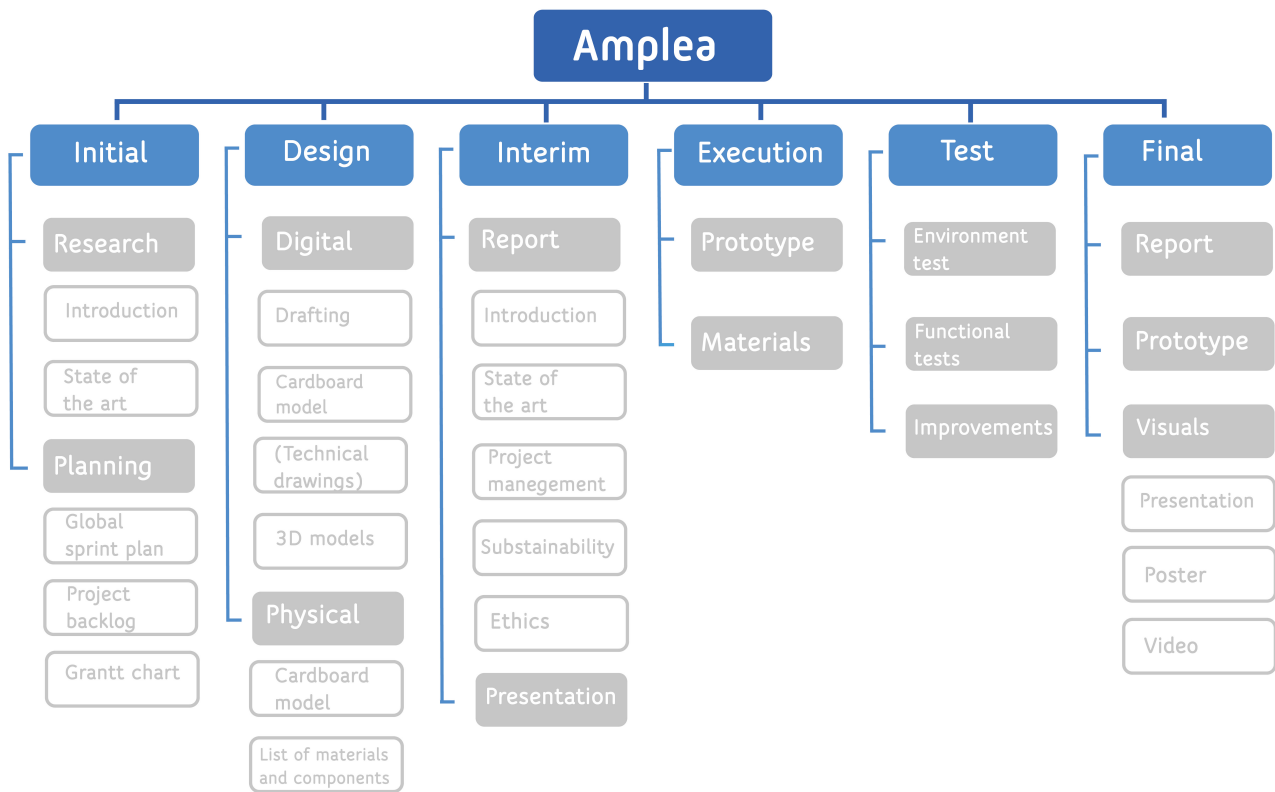 Amplea
Initial
Research
Introduction
State of
the art
Planning
Global
sprint plan
Project
backlog
Grantt chart
Design
Digital
Drafting
Cardboard
model
(Technical
drawings)
3D models
Physical
Cardboard
model
List of materials
and components
Interim
Report
Introduction
State of
the art
Project
manegement
Substainability
Ethics
Presentation
Execution
Prototype
Materials
Test
Environment
test
Functional
tests
Improvements
Final
Report
Prototype
Visuals
Presentation
Poster
Video